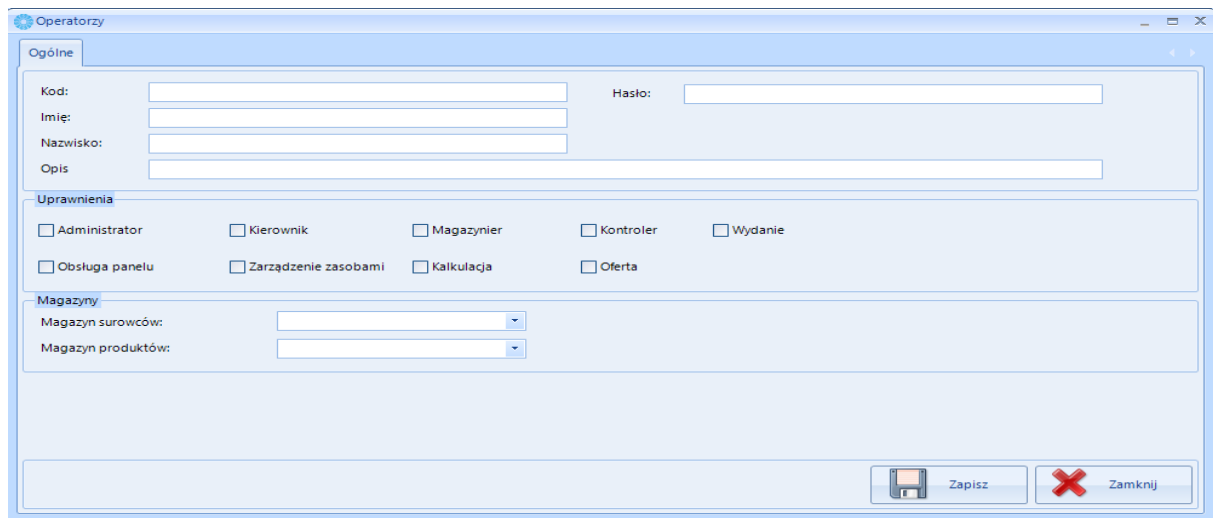 Operatorzy
Ogólne
Kod: Hasło:
Imię:
Nazwisko:
Opis
Uprawnienia
Administrator Kierownik Magazynier Kontroler Wydanie
Obsługa panelu Zarządzenie zasobami Kalkulacja Oferta
Magazyny
Magazyn surowców:
Magazyn produktów:
Zapisz Zamknij